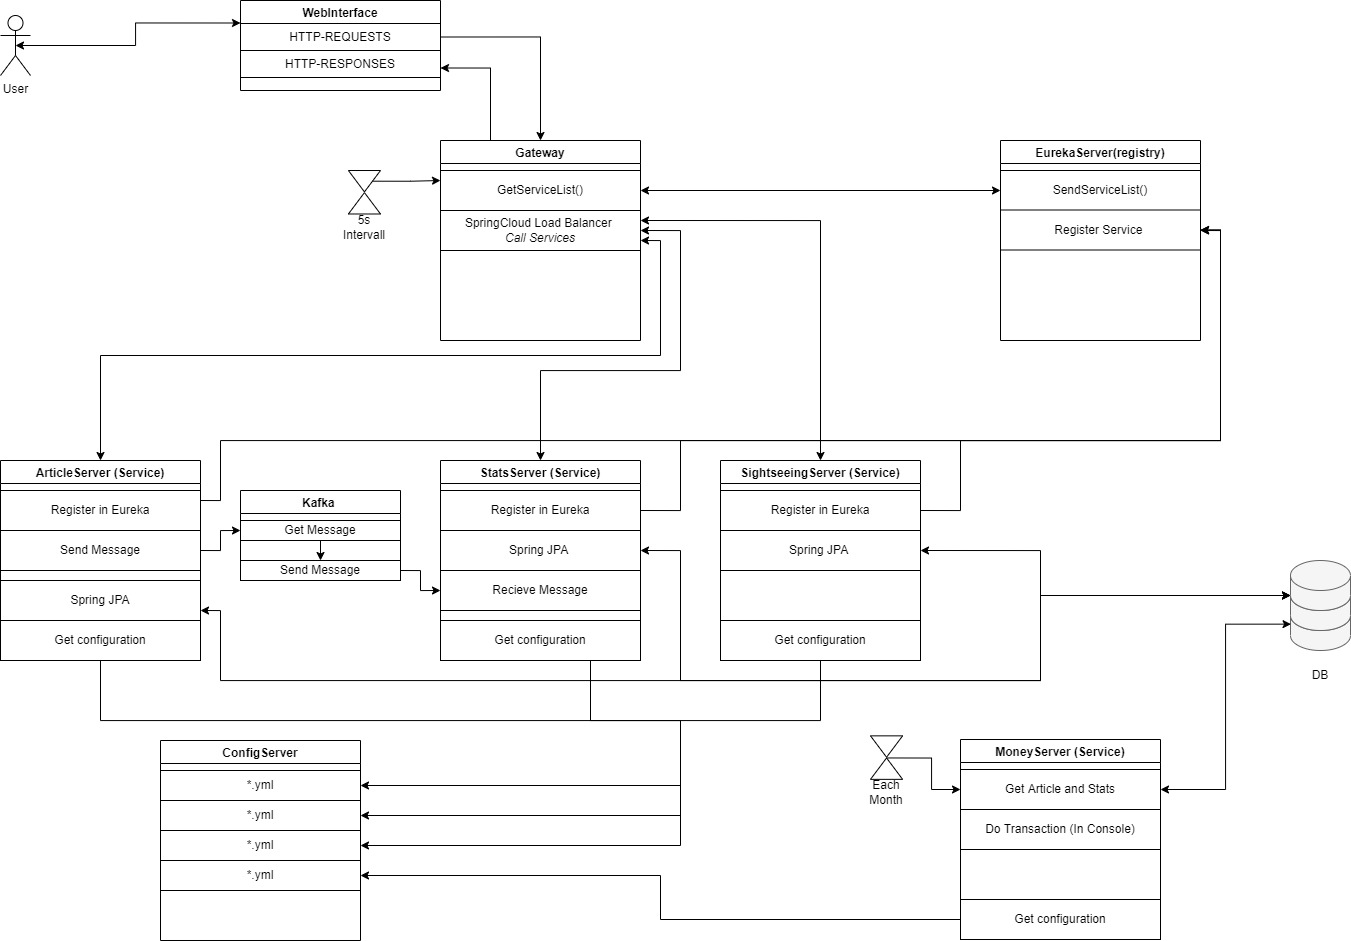 WebInterface
HTTP-REQUESTS
HTTP-RESPONSES
User
Gateway
GetServiceList()
SpringCloud Load Balancer
Call Services
5s
Intervall
EurekaServer(registry)
SendServiceList()
Register Service
ArticleServer (Service)
Register in Eureka
Send Message
Spring JPA
Get configuration
Kafka
Get Message
Send Message
StatsServer (Service)
Register in Eureka
Spring JPA
Recieve Message
Get configuration
SightseeingServer (Service)
Register in Eureka
Spring JPA
Get configuration
DB
ConfigServer
*.yml
*.yml
*.yml
*.yml
Each
Month
MoneyServer (Service)
Get Article and Stats
Do Transaction (In Console)
Get configuration